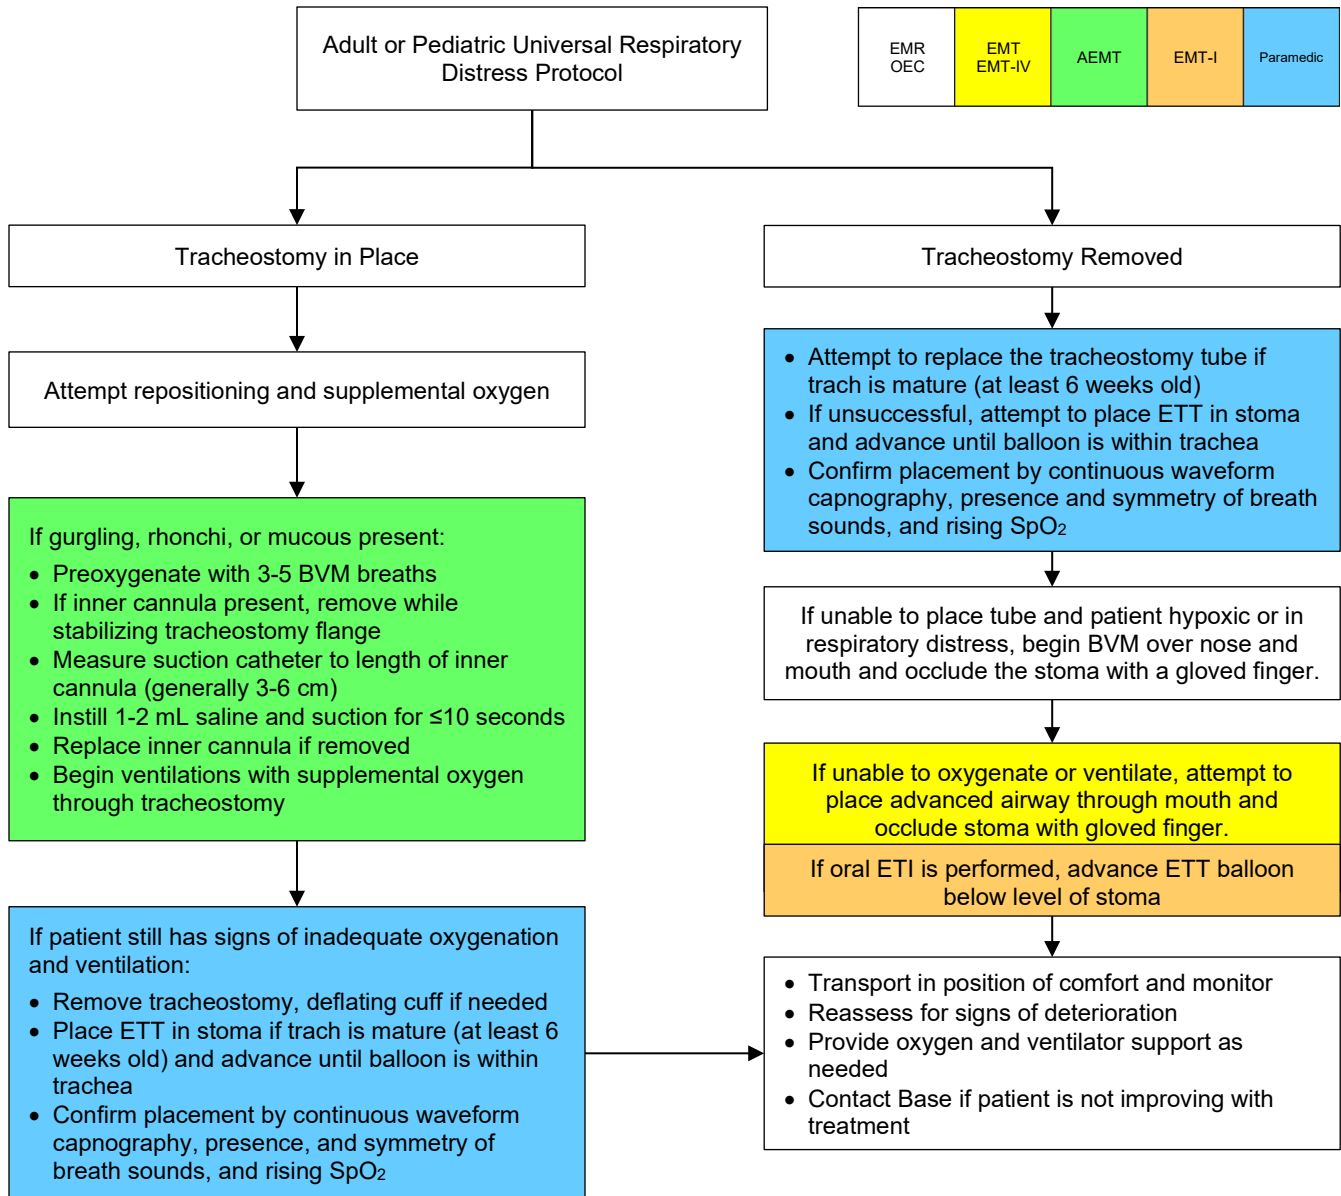 Adult or Pediatric Universal Respiratory
Distress Protocol
EMR
OEC
EMT
EMT-IV
AEMT
EMT-I
Paramedic
Tracheostomy in Place
Attempt repositioning and supplemental oxygen
If gurgling, rhonchi, or mucous present:
• Preoxygenate with 3-5 BVM breaths
• If inner cannula present, remove while
stabilizing tracheostomy flange
• Measure suction catheter to length of inner
cannula (generally 3-6 cm)
• Instill 1-2 mL saline and suction for ≤10 seconds
• Replace inner cannula if removed
• Begin ventilations with supplemental oxygen
through tracheostomy
If patient still has signs of inadequate oxygenation
and ventilation:
• Remove tracheostomy, deflating cuff if needed
• Place ETT in stoma if trach is mature (at least 6
weeks old) and advance until balloon is within
trachea
• Confirm placement by continuous waveform
capnography, presence, and symmetry of
breath sounds, and rising SpO₂
Tracheostomy Removed
• Attempt to replace the tracheostomy tube if
trach is mature (at least 6 weeks old)
• If unsuccessful, attempt to place ETT in stoma
and advance until balloon is within trachea
• Confirm placement by continuous waveform
capnography, presence and symmetry of breath
sounds, and rising SpO₂
If unable to place tube and patient hypoxic or in
respiratory distress, begin BVM over nose and
mouth and occlude the stoma with a gloved finger.
If unable to oxygenate or ventilate, attempt to
place advanced airway through mouth and
occlude stoma with gloved finger.
If oral ETI is performed, advance ETT balloon
below level of stoma
• Transport in position of comfort and monitor
• Reassess for signs of deterioration
• Provide oxygen and ventilator support as
needed
• Contact Base if patient is not improving with
treatment